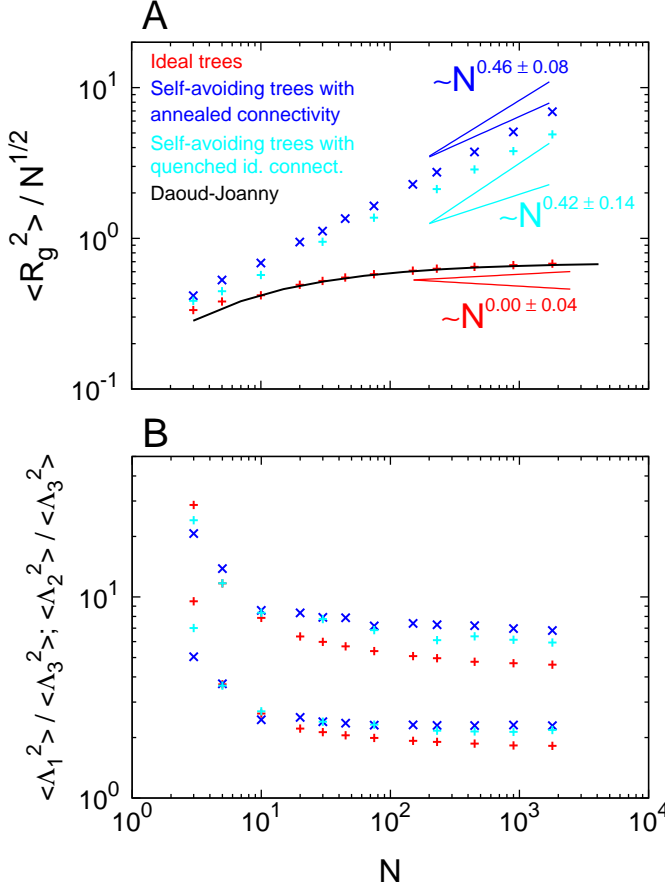 A
<R_g^2> / N^{1/2}
10^1
10^0
10^{-1}
Ideal trees
Self-avoiding trees with
annealed connectivity
Self-avoiding trees with
quenched id. connect.
Daoud-Joanny
~N^{0.46 ± 0.08}
~N^{0.42 ± 0.14}
~N^{0.00 ± 0.04}
B
<Λ_1^2> / <Λ_3^2>; <Λ_2^2> / <Λ_3^2>
10^1
10^0
10^0 10^1 10^2 10^3 10^4
N